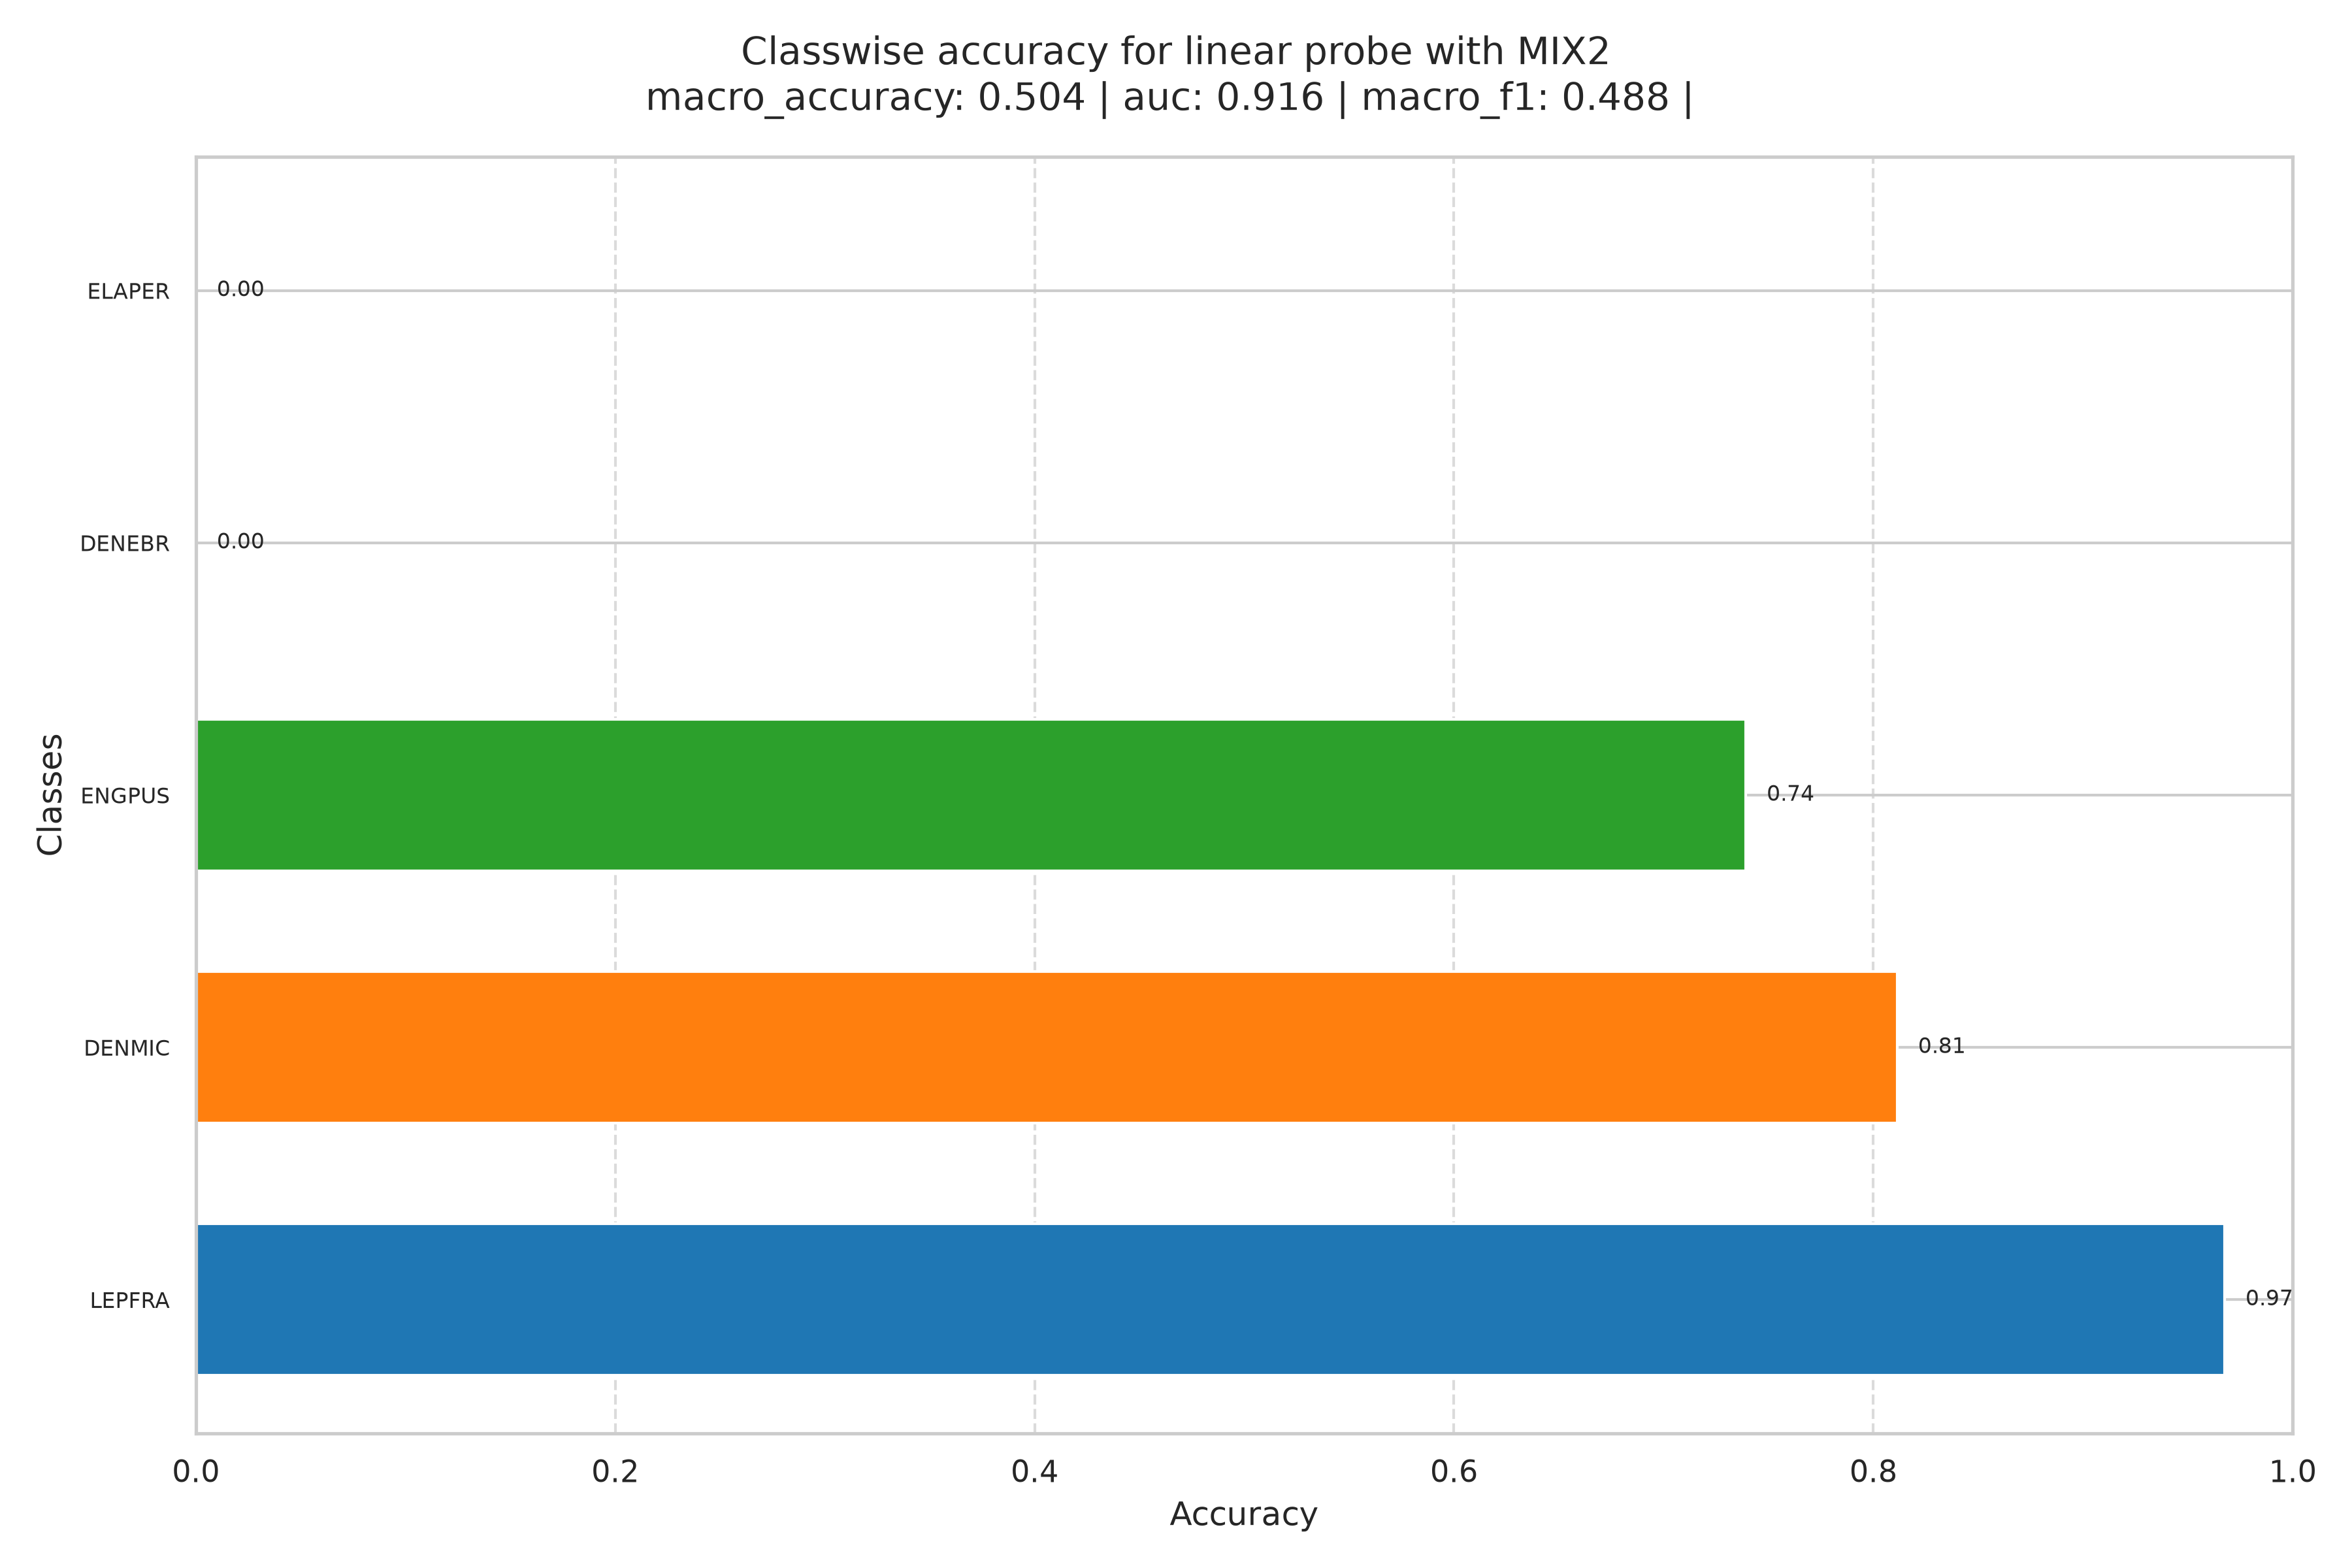 Classwise accuracy for linear probe with MIX2
macro_accuracy: 0.504 | auc: 0.916 | macro_f1: 0.488 |
ELAPER
0.00
DENEBR
0.00
ENGPUS
0.74
DENMIC
0.81
LEPFRA
0.97
Classes
0.0 0.2 0.4 0.6 0.8 1.0
Accuracy